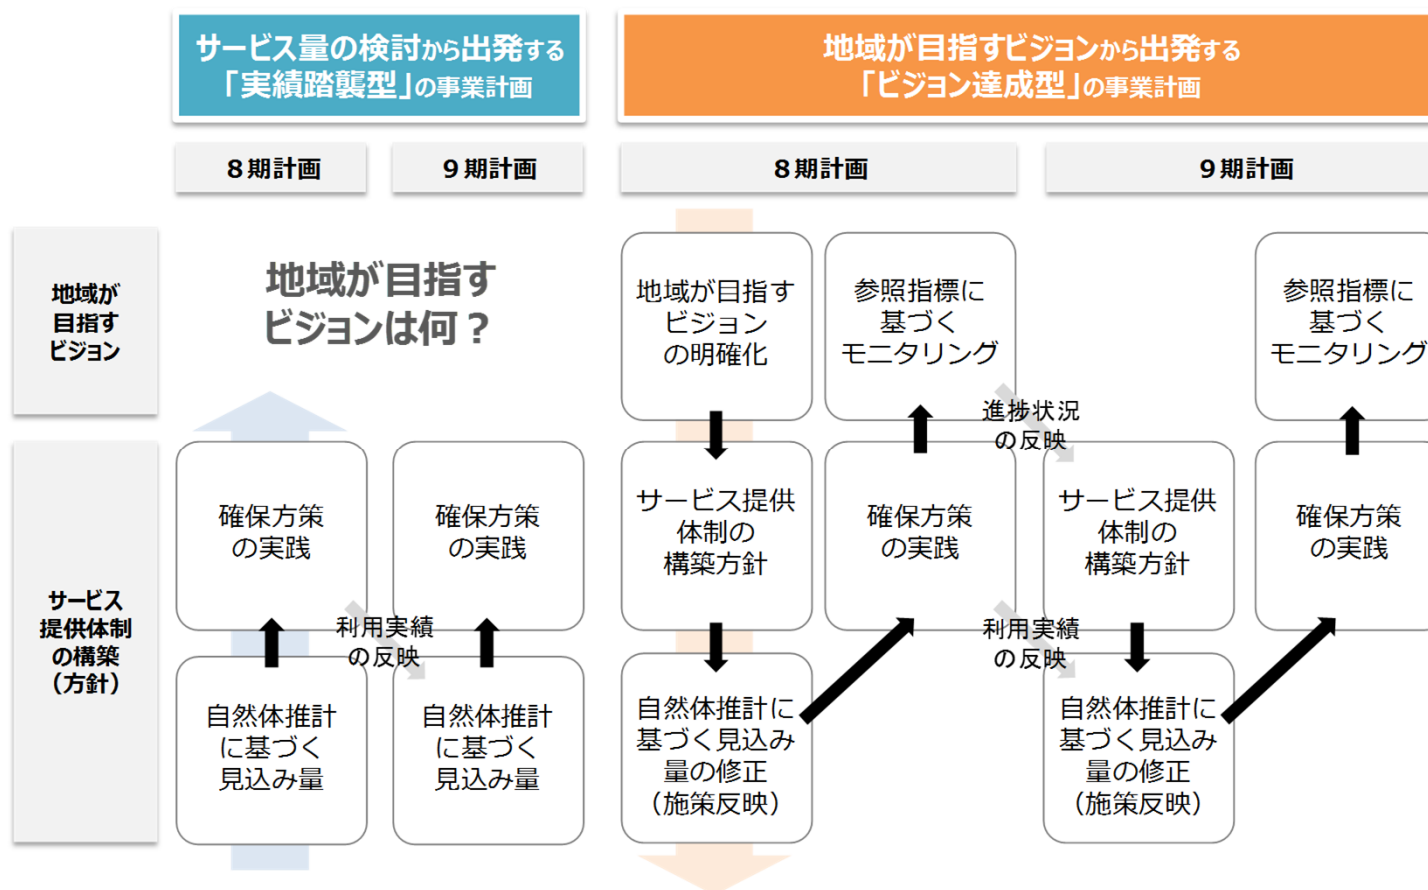 サービス量の検討から出発する
「実績踏襲型」の事業計画
地域が目指すビジョンから出発する
「ビジョン達成型」の事業計画
8期計画
9期計画
8期計画
9期計画
地域が
目指す
ビジョン
地域が目指す
ビジョンは何？
地域が目指す
ビジョン
の明確化
参照指標に
基づく
モニタリング
参照指標に
基づく
モニタリング
進捗状況
の反映
サービス
提供体制
の構築
（方針）
確保方策
の実践
確保方策
の実践
サービス提供
体制の
構築方針
確保方策
の実践
サービス提供
体制の
構築方針
確保方策
の実践
利用実績
の反映
利用実績
の反映
自然体推計
に基づく
見込み量
自然体推計
に基づく
見込み量
自然体推計に
基づく見込み
量の修正
（施策反映）
自然体推計に
基づく見込み
量の修正
（施策反映）